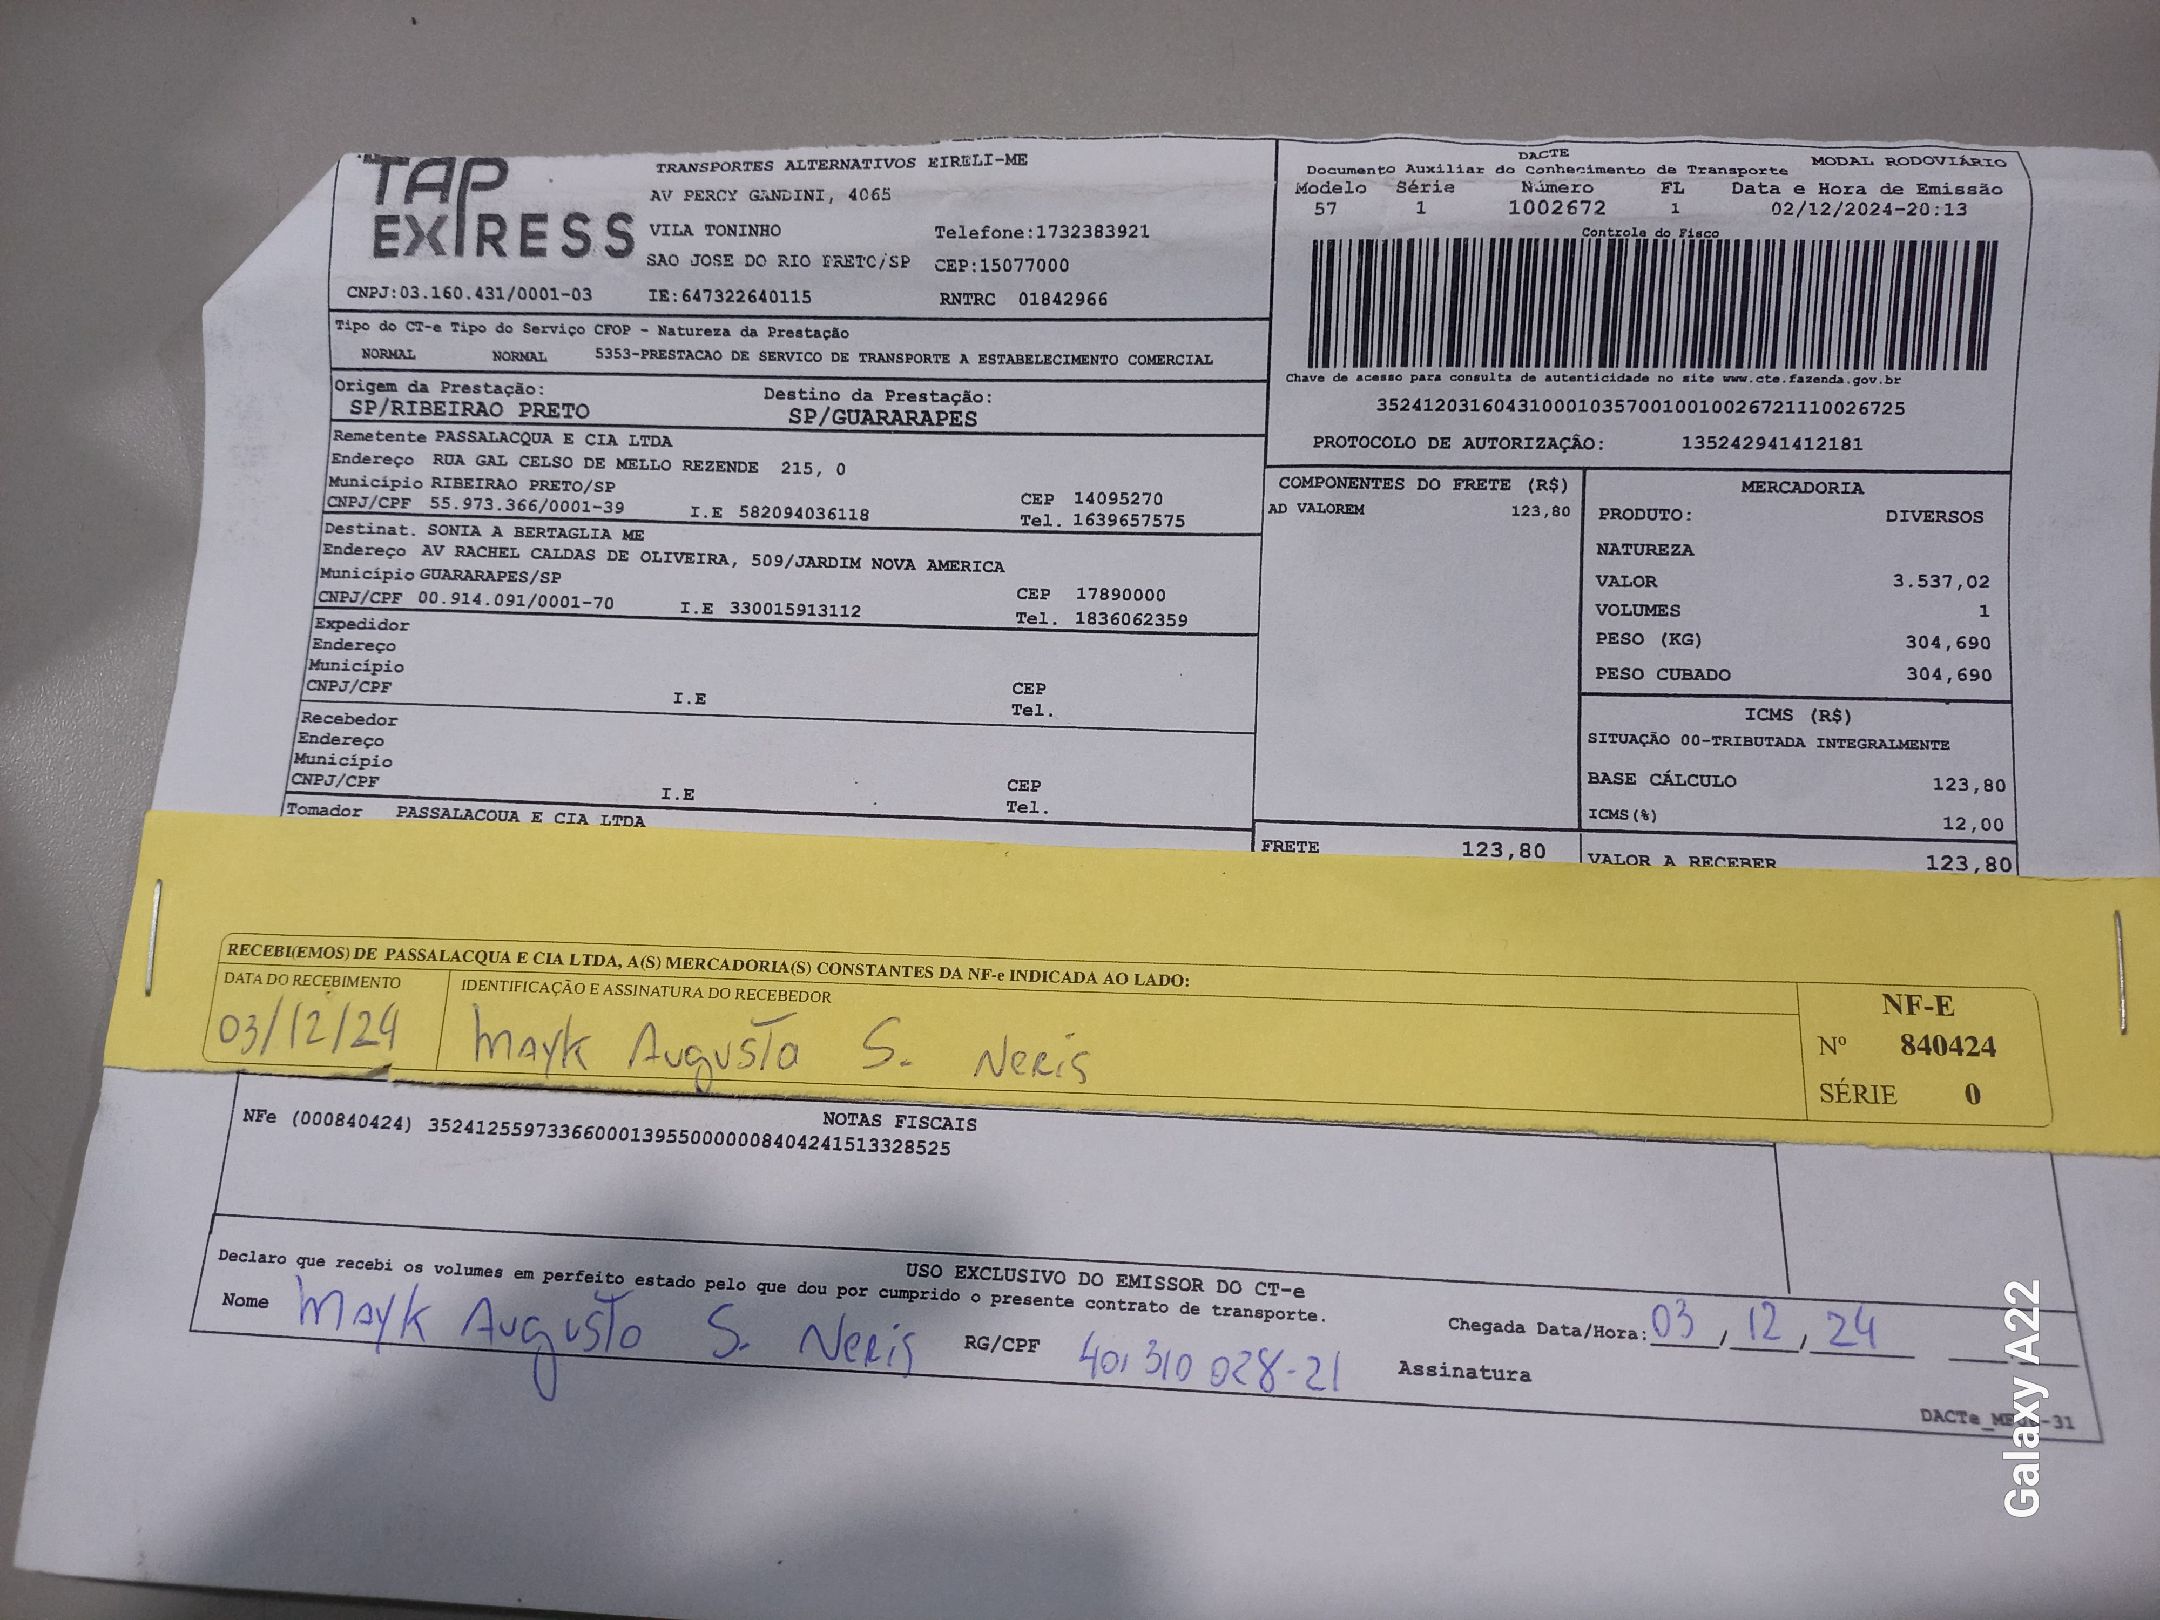 TAP EXPRESS
TRANSPORTES ALTERNATIVOS EIRELI-ME
AV PERCY GANDINI, 4065
VILA TONINHO Telefone:1732383921
SAO JOSE DO RIO PRETO/SP CEP:15077000
CNPJ:03.160.431/0001-03 IE:647322640115 RNTRC 01842966
DACTE MODAL RODOVIÁRIO
Documento Auxiliar do Conhecimento de Transporte
Modelo Série Número FL Data e Hora de Emissão
57 1 1002672 1 02/12/2024-20:13
Controle do Fisco
Chave de acesso para consulta de autenticidade no site www.cte.fazenda.gov.br
35241203160431000103570010010026721110026725
PROTOCOLO DE AUTORIZAÇÃO: 135242941412181
Tipo do CT-e Tipo do Serviço CFOP - Natureza da Prestação
NORMAL NORMAL 5353-PRESTACAO DE SERVICO DE TRANSPORTE A ESTABELECIMENTO COMERCIAL
Origem da Prestação: Destino da Prestação:
SP/RIBEIRAO PRETO SP/GUARARAPES
Remetente PASSALACQUA E CIA LTDA
Endereço RUA GAL CELSO DE MELLO REZENDE 215, 0
Município RIBEIRAO PRETO/SP CEP 14095270
CNPJ/CPF 55.973.366/0001-39 I.E 582094036118 Tel. 1639657575
Destinat. SONIA A BERTAGLIA ME
Endereço AV RACHEL CALDAS DE OLIVEIRA, 509/JARDIM NOVA AMERICA
Município GUARARAPES/SP CEP 17890000
CNPJ/CPF 00.914.091/0001-70 I.E 330015913112 Tel. 1836062359
Expedidor
Endereço
Município CEP
CNPJ/CPF I.E Tel.
Recebedor
Endereço
Município CEP
CNPJ/CPF I.E Tel.
Tomador PASSALACQUA E CIA LTDA
COMPONENTES DO FRETE (R$)
AD VALOREM 123,80
FRETE 123,80
MERCADORIA
PRODUTO: DIVERSOS
NATUREZA
VALOR 3.537,02
VOLUMES 1
PESO (KG) 304,690
PESO CUBADO 304,690
ICMS (R$)
SITUAÇÃO 00-TRIBUTADA INTEGRALMENTE
BASE CÁLCULO 123,80
ICMS(%) 12,00
VALOR A RECEBER 123,80
RECEBI(EMOS) DE PASSALACQUA E CIA LTDA, A(S) MERCADORIA(S) CONSTANTES DA NF-e INDICADA AO LADO:
DATA DO RECEBIMENTO IDENTIFICAÇÃO E ASSINATURA DO RECEBEDOR
03/12/24 Mayk Augusto S. Neris
NF-E
Nº 840424
SÉRIE 0
NOTAS FISCAIS
NFe (000840424) 35241255973366000139550000008404241513328525
USO EXCLUSIVO DO EMISSOR DO CT-e
Declaro que recebi os volumes em perfeito estado pelo que dou por cumprido o presente contrato de transporte.
Nome Mayk Augusto S. Neris RG/CPF 401 310 028-21
Chegada Data/Hora: 03, 12, 24
Assinatura
Galaxy A22